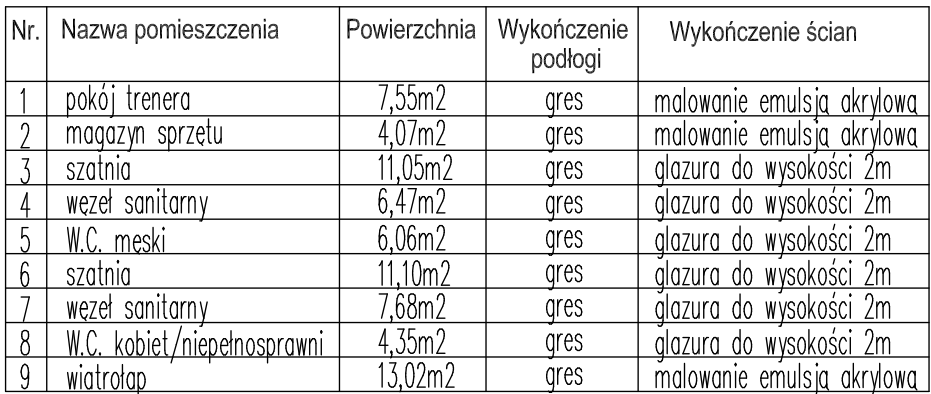 Nr. Nazwa pomieszczenia Powierzchnia Wykończenie podłogi Wykończenie ścian
1 pokój trenera 7,55m2 gres malowanie emulsją akrylową
2 magazyn sprzętu 4,07m2 gres malowanie emulsją akrylową
3 szatnia 11,05m2 gres glazura do wysokości 2m
4 węzeł sanitarny 6,47m2 gres glazura do wysokości 2m
5 W.C. męski 6,06m2 gres glazura do wysokości 2m
6 szatnia 11,10m2 gres glazura do wysokości 2m
7 węzeł sanitarny 7,68m2 gres glazura do wysokości 2m
8 W.C. kobiet/niepełnosprawni 4,35m2 gres glazura do wysokości 2m
9 wiatrołap 13,02m2 gres malowanie emulsją akrylową